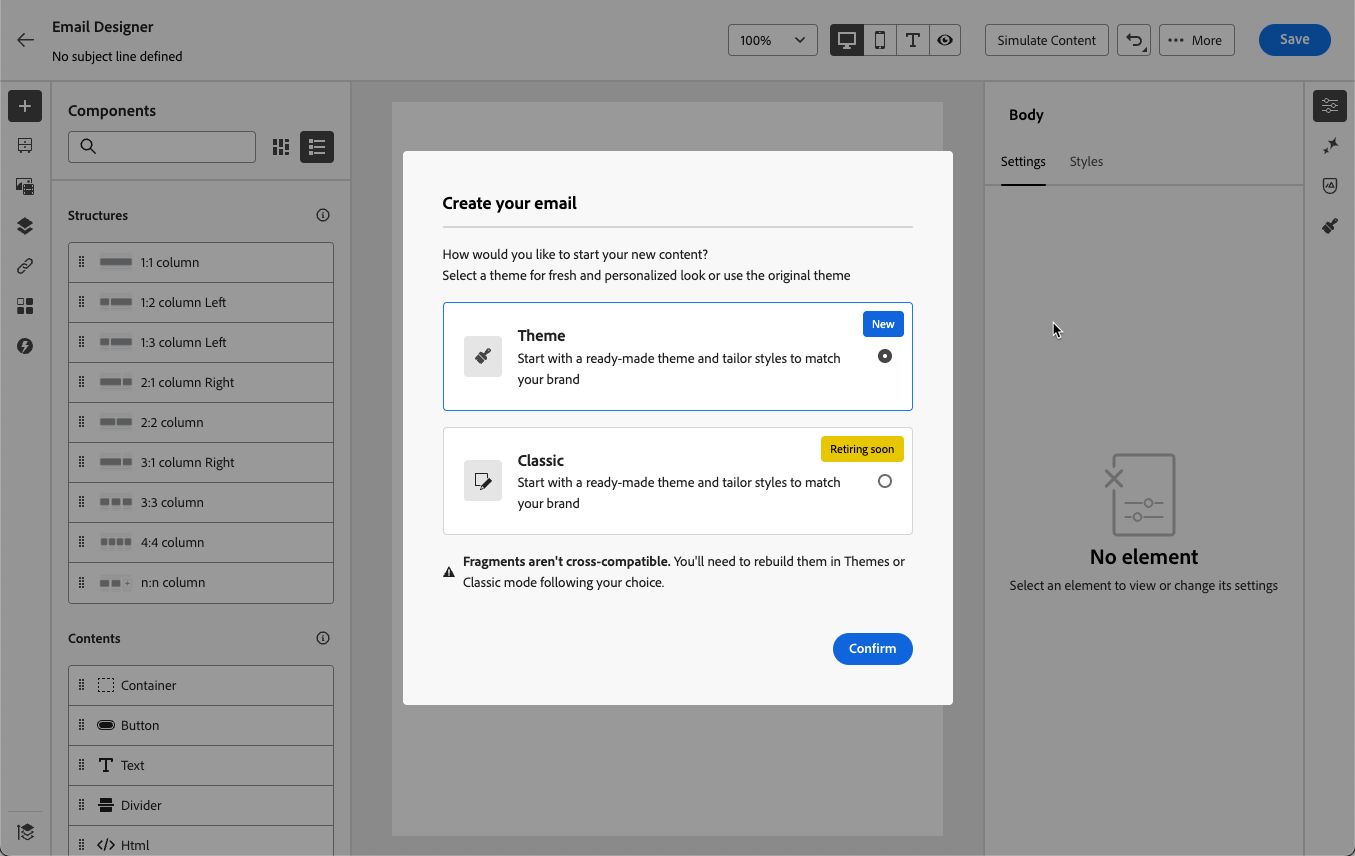 Email Designer
No subject line defined
100%
Simulate Content
More
Save
Components
Structures
1:1 column
1:2 column Left
1:3 column Left
2:1 column Right
2:2 column
3:1 column Right
3:3 column
4:4 column
n:n column
Contents
Container
Button
Text
Divider
Html
Create your email
How would you like to start your new content?
Select a theme for fresh and personalized look or use the original theme
New
Theme
Start with a ready-made theme and tailor styles to match
your brand
Retiring soon
Classic
Start with a ready-made theme and tailor styles to match
your brand
Fragments aren't cross-compatible. You'll need to rebuild them in Themes or
Classic mode following your choice.
Confirm
Body
Settings
Styles
No element
Select an element to view or change its settings